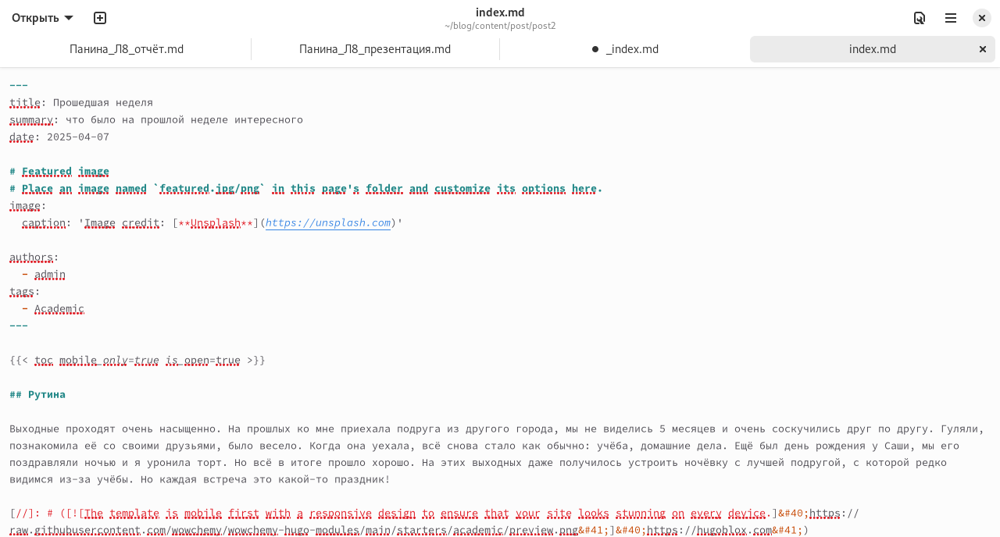 Открыть
index.md
~/blog/content/post/post2
Панина_Л8_отчёт.md
Панина_Л8_презентация.md
_index.md
index.md
---
title: Прошедшая неделя
summary: что было на прошлой неделе интересного
date: 2025-04-07
# Featured image
# Place an image named `featured.jpg/png` in this page's folder and customize its options here.
image:
  caption: 'Image credit: [**Unsplash**](https://unsplash.com)'
authors:
  - admin
tags:
  - Academic
---
{{< toc mobile_only=true is_open=true >}}
## Рутина
Выходные проходят очень насыщенно. На прошлых ко мне приехала подруга из другого города, мы не виделись 5 месяцев и очень соскучились друг по другу. Гуляли,
познакомила её со своими друзьями, было весело. Когда она уехала, всё снова стало как обычно: учёба, домашние дела. Ещё был день рождения у Саши, мы его
поздравляли ночью и я уронила торт. Но всё в итоге прошло хорошо. На этих выходных даже получилось устроить ночёвку с лучшей подругой, с которой редко
видимся из-за учёбы. Но каждая встреча это какой-то праздник!
[//]: # ([![The template is mobile first with a responsive design to ensure that your site looks stunning on every device.]&#40;https://
raw.githubusercontent.com/wowchemy/wowchemy-hugo-modules/main/starters/academic/preview.png&#41;]&#40;https://hugoblox.com&#41;)